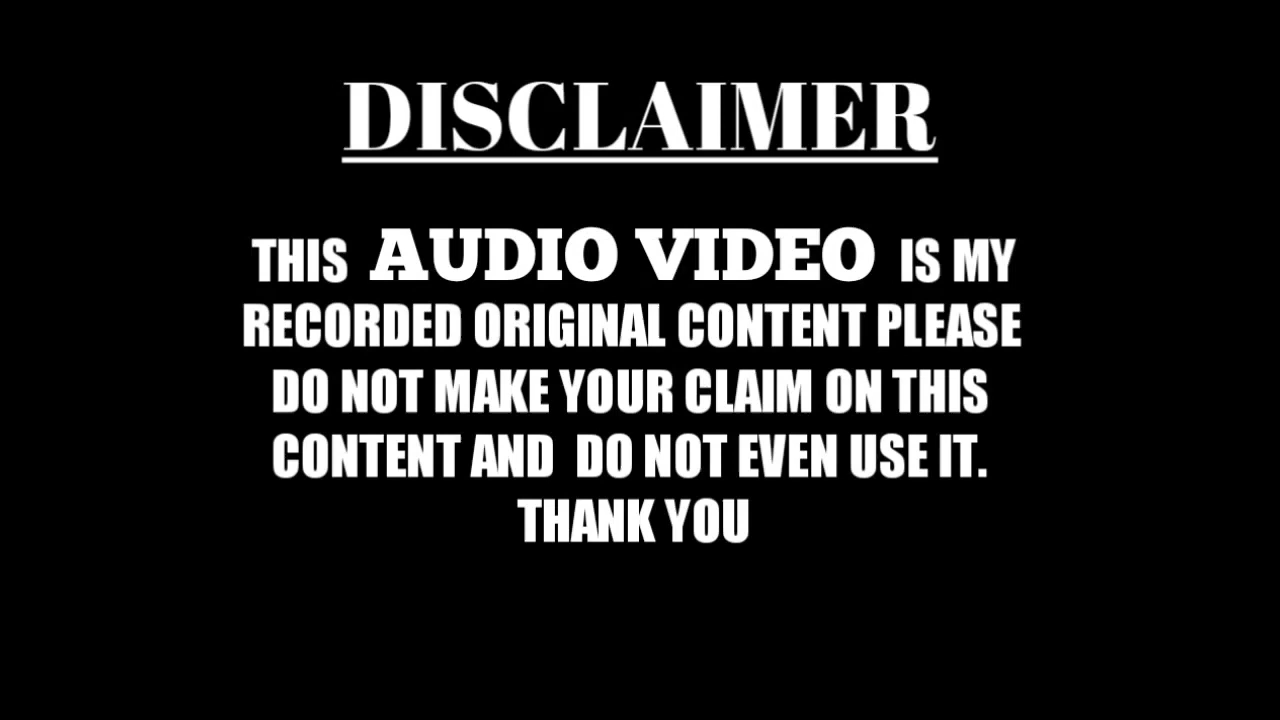 DISCLAIMER
THIS AUDIO VIDEO IS MY
RECORDED ORIGINAL CONTENT PLEASE
DO NOT MAKE YOUR CLAIM ON THIS
CONTENT AND DO NOT EVEN USE IT.
THANK YOU